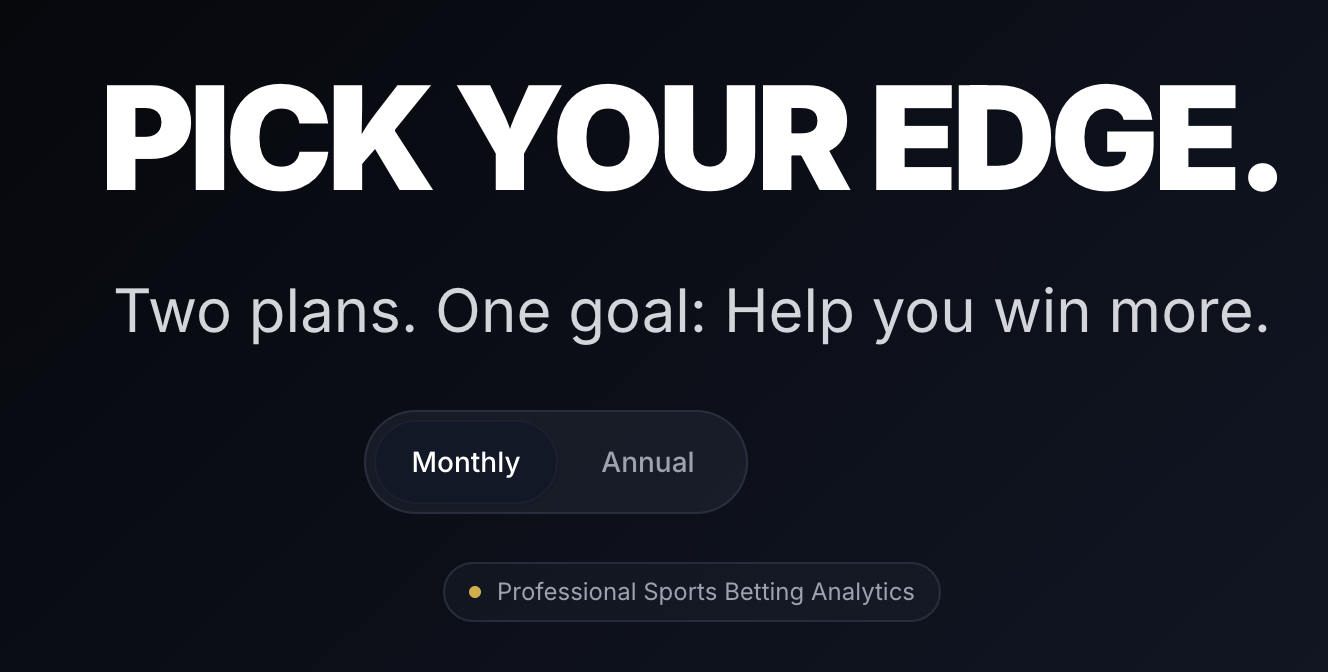 PICK YOUR EDGE.
Two plans. One goal: Help you win more.
Monthly Annual
Professional Sports Betting Analytics